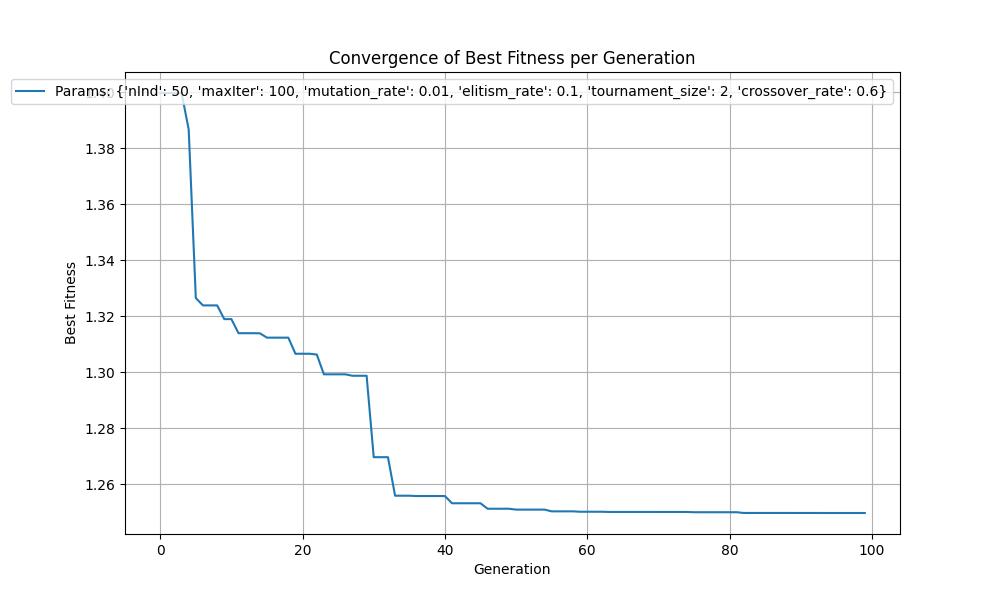 Convergence of Best Fitness per Generation
Params: {'nInd': 50, 'maxIter': 100, 'mutation_rate': 0.01, 'elitism_rate': 0.1, 'tournament_size': 2, 'crossover_rate': 0.6}
1.40
1.38
1.36
1.34
1.32
1.30
1.28
1.26
Best Fitness
0 20 40 60 80 100
Generation